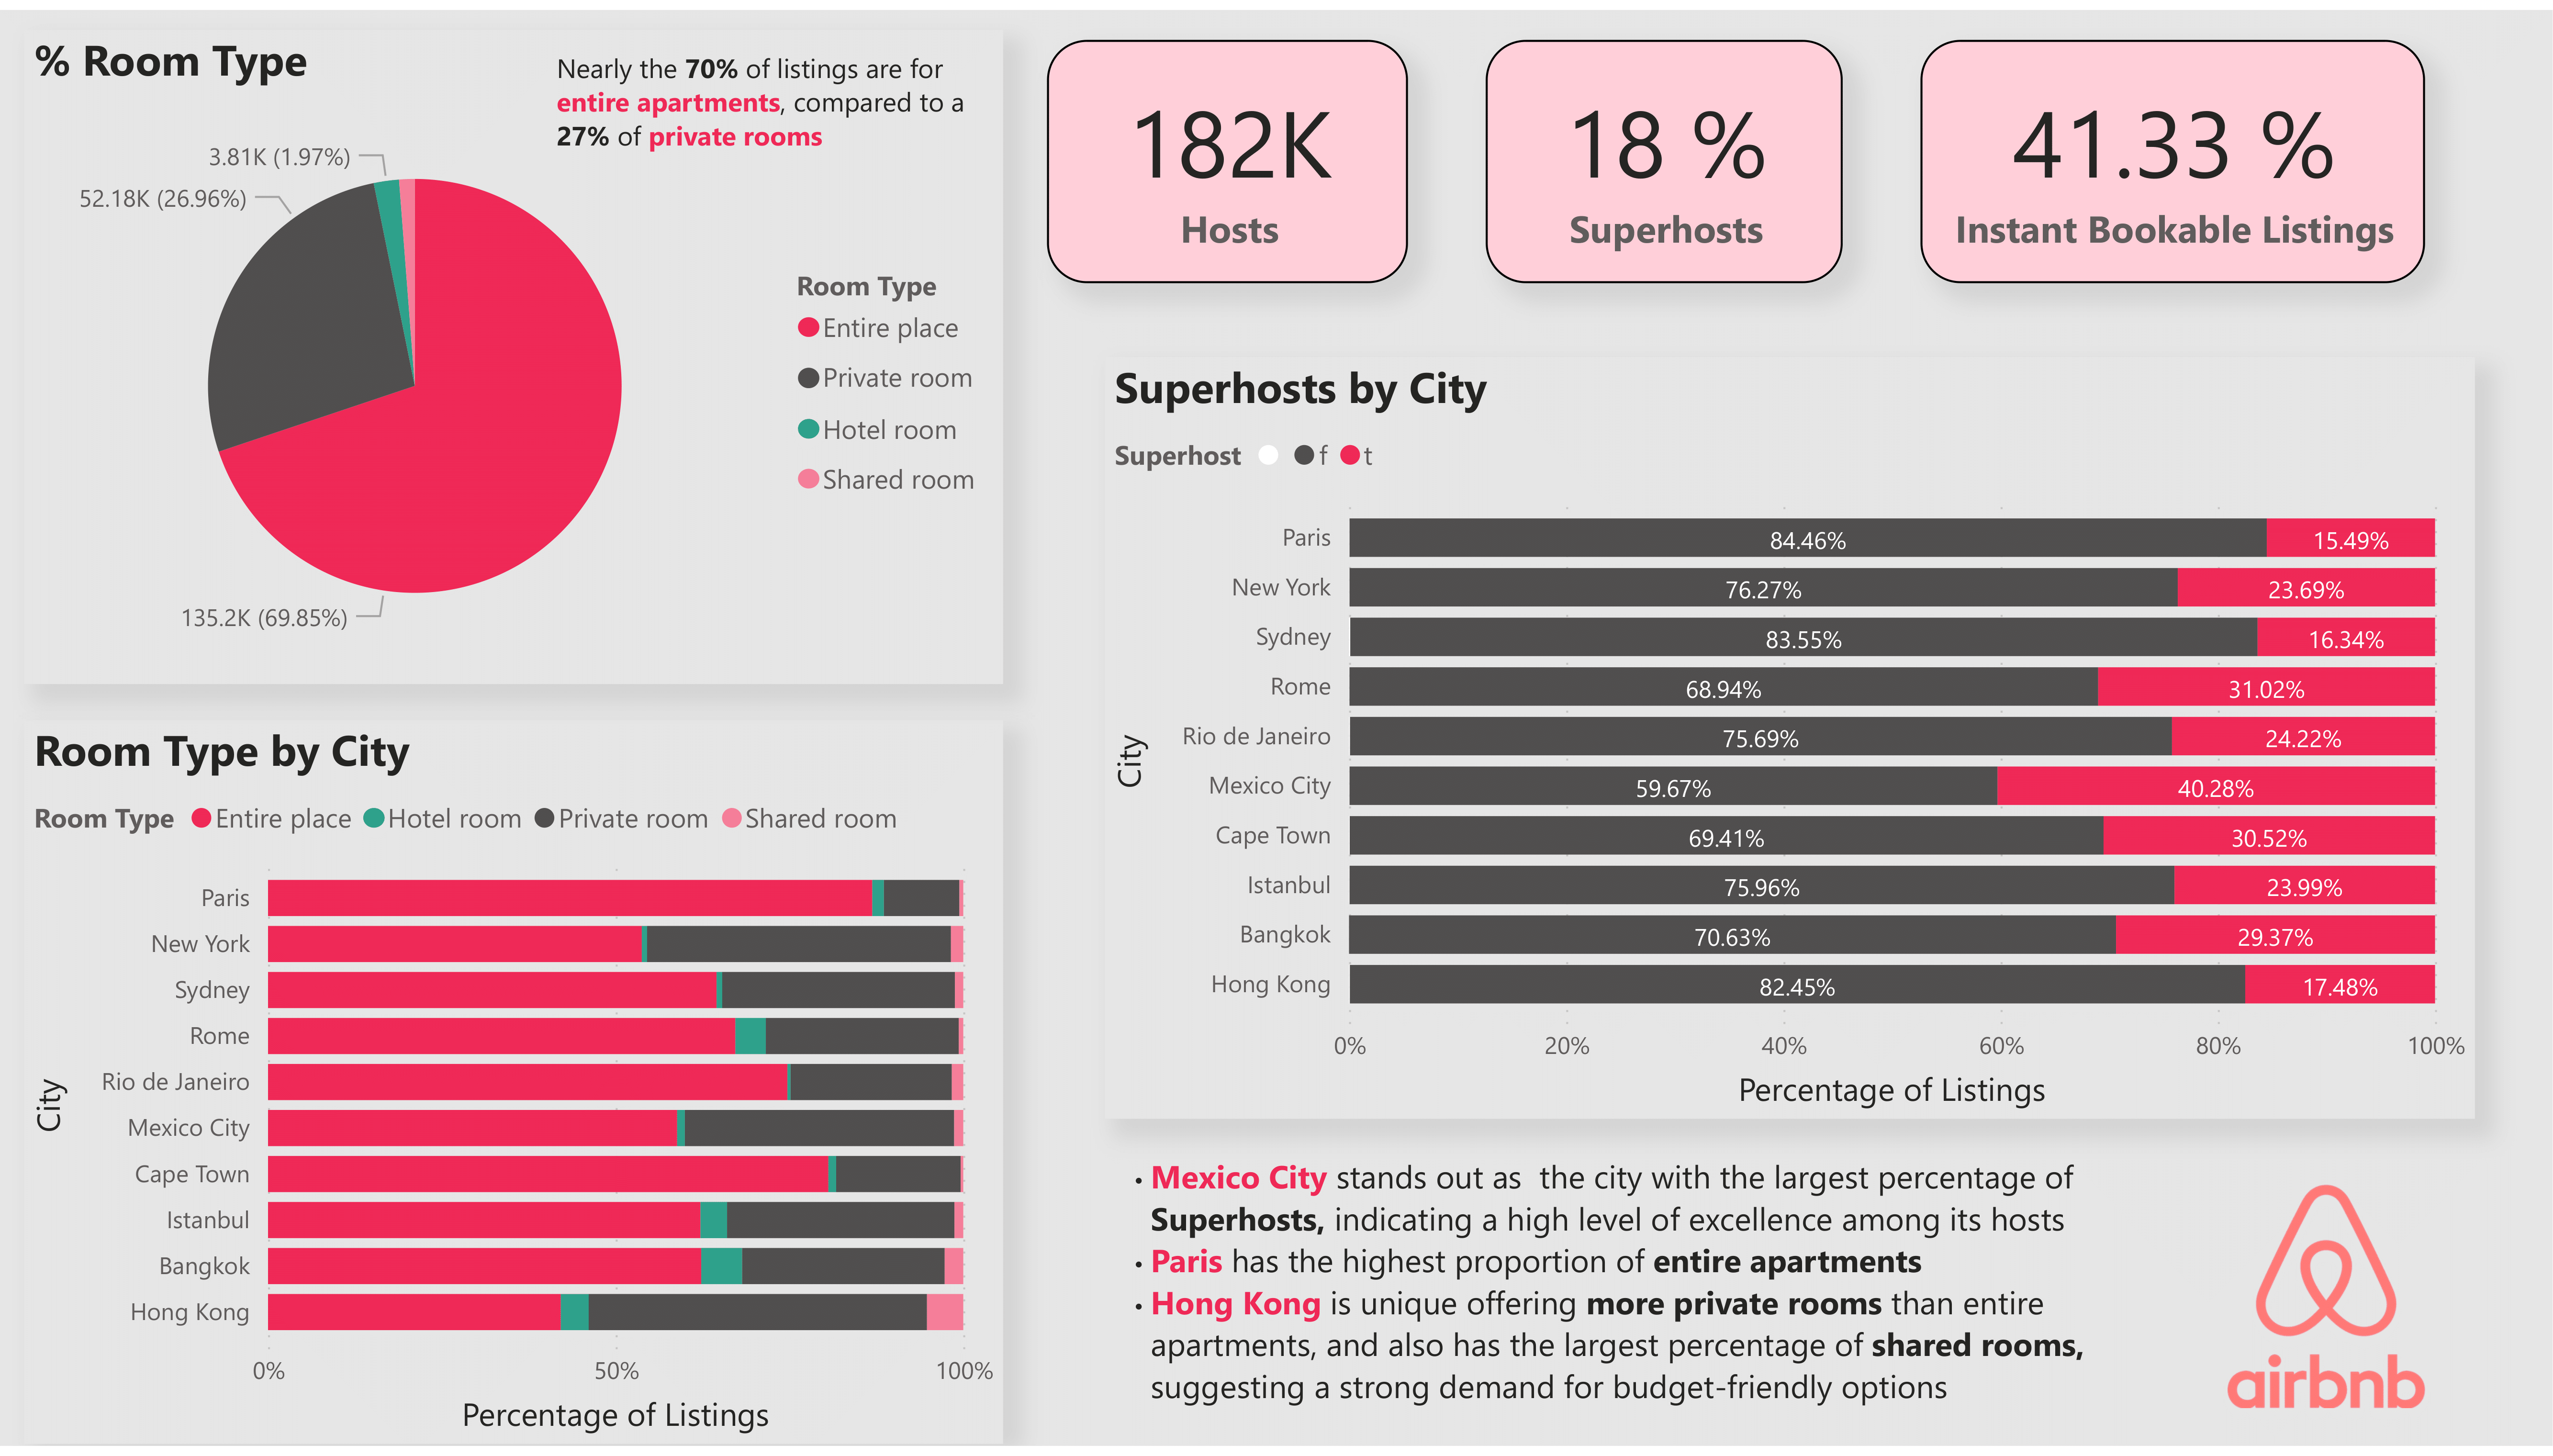 % Room Type
Nearly the 70% of listings are for
entire apartments, compared to a
27% of private rooms
3.81K (1.97%)
52.18K (26.96%)
135.2K (69.85%)
Room Type
Entire place
Private room
Hotel room
Shared room
182K
Hosts
18 %
Superhosts
41.33 %
Instant Bookable Listings
Room Type by City
Room Type Entire place Hotel room Private room Shared room
City
Paris
New York
Sydney
Rome
Rio de Janeiro
Mexico City
Cape Town
Istanbul
Bangkok
Hong Kong
0% 50% 100%
Percentage of Listings
Superhosts by City
Superhost f t
City
Paris 84.46% 15.49%
New York 76.27% 23.69%
Sydney 83.55% 16.34%
Rome 68.94% 31.02%
Rio de Janeiro 75.69% 24.22%
Mexico City 59.67% 40.28%
Cape Town 69.41% 30.52%
Istanbul 75.96% 23.99%
Bangkok 70.63% 29.37%
Hong Kong 82.45% 17.48%
0% 20% 40% 60% 80% 100%
Percentage of Listings
• Mexico City stands out as  the city with the largest percentage of
Superhosts, indicating a high level of excellence among its hosts
• Paris has the highest proportion of entire apartments
• Hong Kong is unique offering more private rooms than entire
apartments, and also has the largest percentage of shared rooms,
suggesting a strong demand for budget-friendly options
airbnb